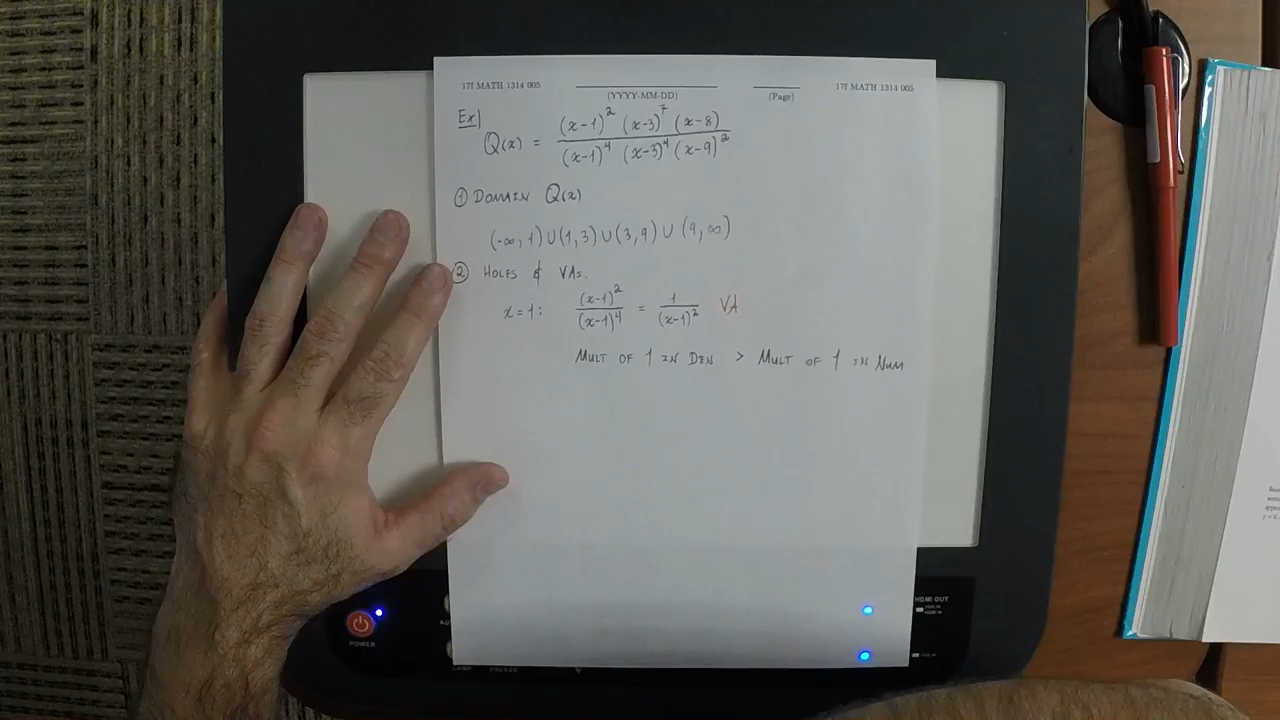 17f MATH 1314 005 (YYYY-MM-DD) (Page) 17f MATH 1314 005
Ex|
Q(x) = (x-1)^2 (x-3)^7 (x-8) / (x-1)^4 (x-3)^4 (x-9)^2
① DOMAIN Q(x)
(-∞, 1) ∪ (1, 3) ∪ (3, 9) ∪ (9, ∞)
② HOLES & VAs.
x=1: (x-1)^2 / (x-1)^4 = 1 / (x-1)^2 VA
MULT OF 1 IN DEN > MULT OF 1 IN NUM
POWER
HDMI OUT